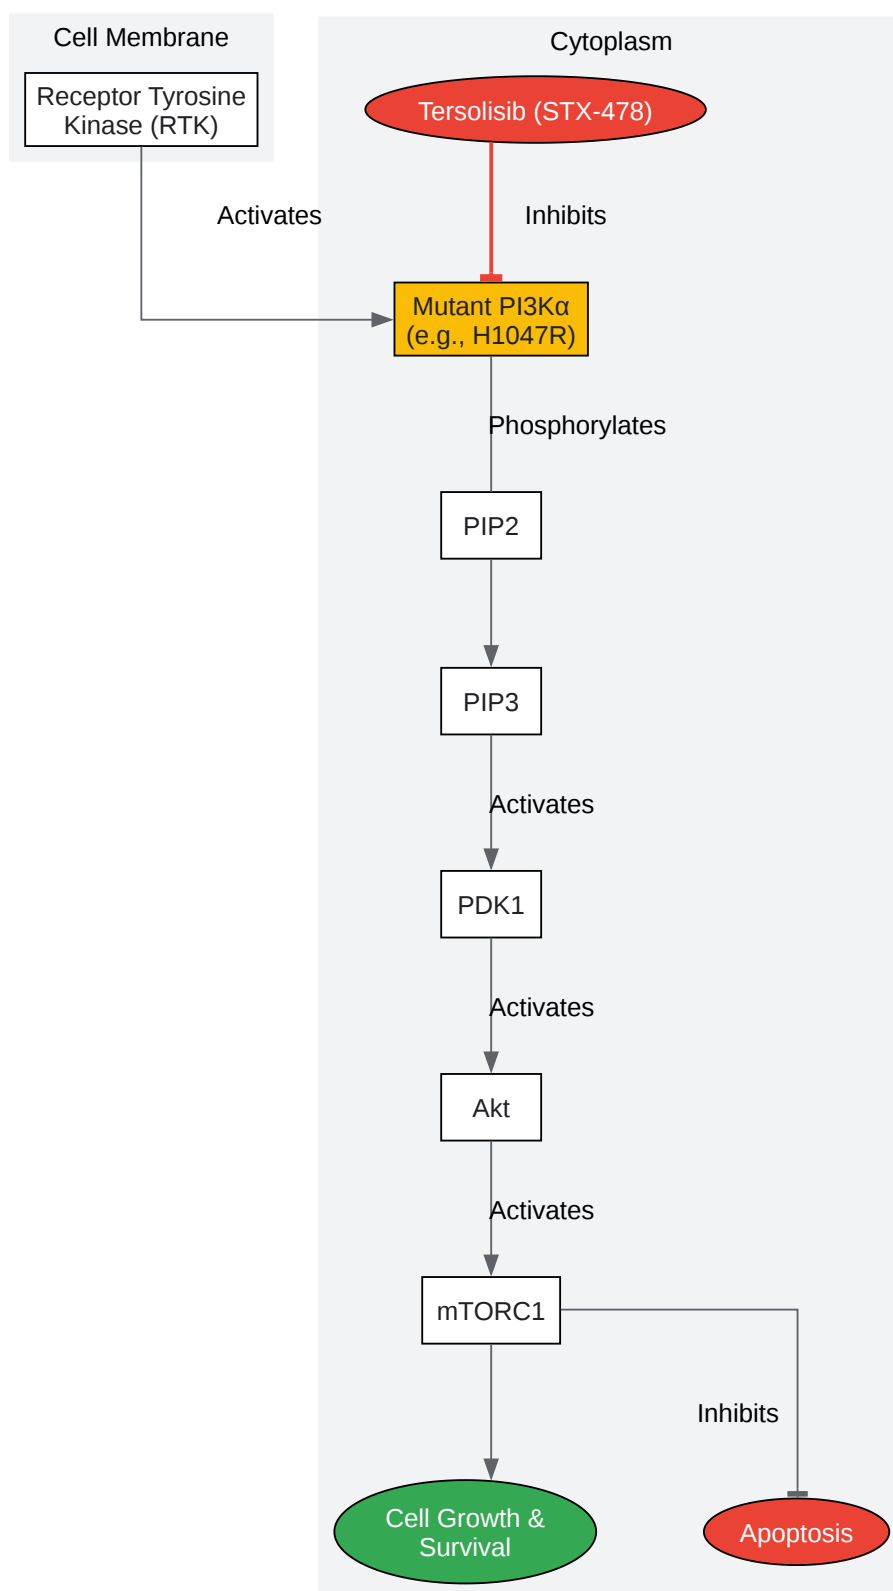 Cell Membrane
Receptor Tyrosine
Kinase (RTK)
Cytoplasm
Tersolisib (STX-478)
Activates
Inhibits
Mutant PI3Kα
(e.g., H1047R)
Phosphorylates
PIP2
PIP3
Activates
PDK1
Activates
Akt
Activates
mTORC1
Inhibits
Cell Growth &
Survival
Apoptosis